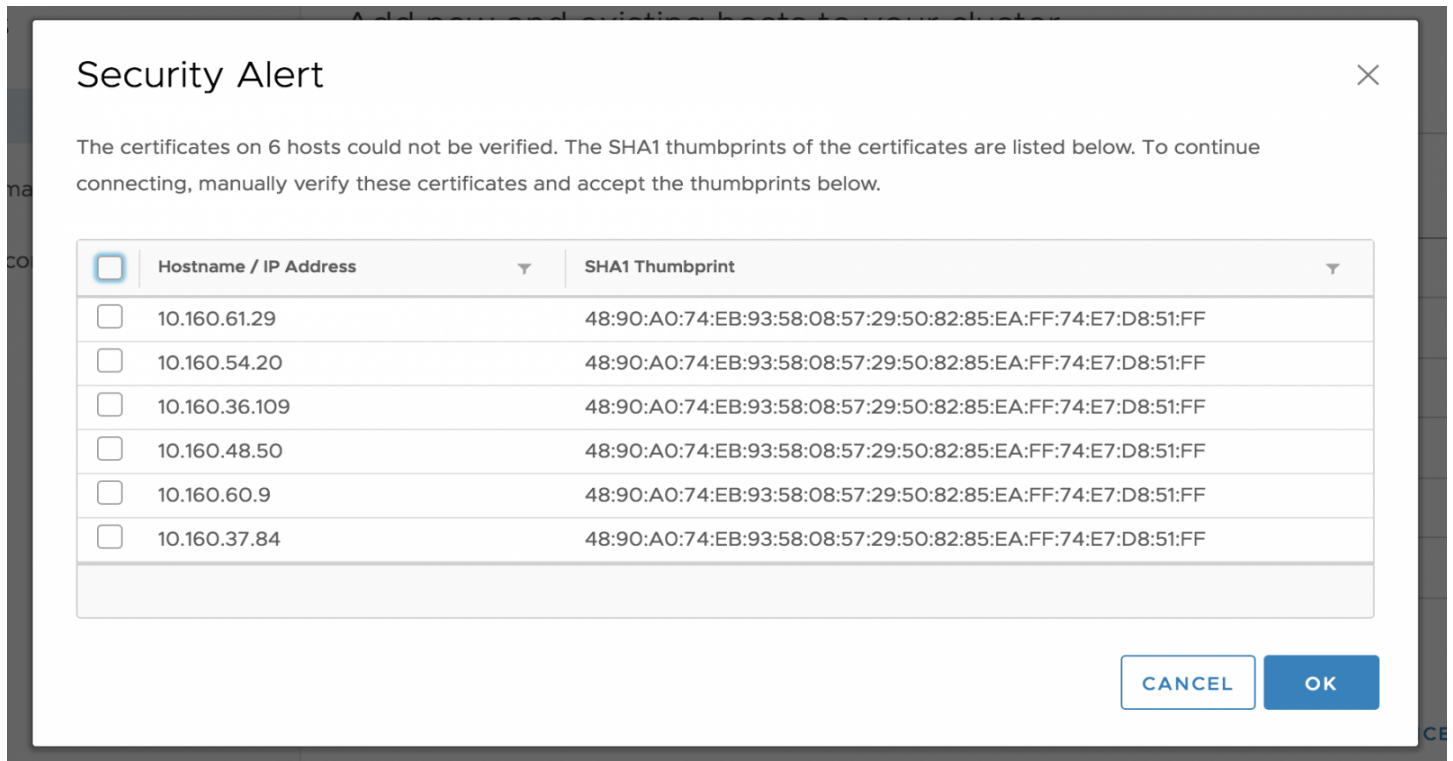 Add new and existing hosts to your cluster
Security Alert
The certificates on 6 hosts could not be verified. The SHA1 thumbprints of the certificates are listed below. To continue
connecting, manually verify these certificates and accept the thumbprints below.
Hostname / IP Address SHA1 Thumbprint
10.160.61.29 48:90:A0:74:EB:93:58:08:57:29:50:82:85:EA:FF:74:E7:D8:51:FF
10.160.54.20 48:90:A0:74:EB:93:58:08:57:29:50:82:85:EA:FF:74:E7:D8:51:FF
10.160.36.109 48:90:A0:74:EB:93:58:08:57:29:50:82:85:EA:FF:74:E7:D8:51:FF
10.160.48.50 48:90:A0:74:EB:93:58:08:57:29:50:82:85:EA:FF:74:E7:D8:51:FF
10.160.60.9 48:90:A0:74:EB:93:58:08:57:29:50:82:85:EA:FF:74:E7:D8:51:FF
10.160.37.84 48:90:A0:74:EB:93:58:08:57:29:50:82:85:EA:FF:74:E7:D8:51:FF
CANCEL OK